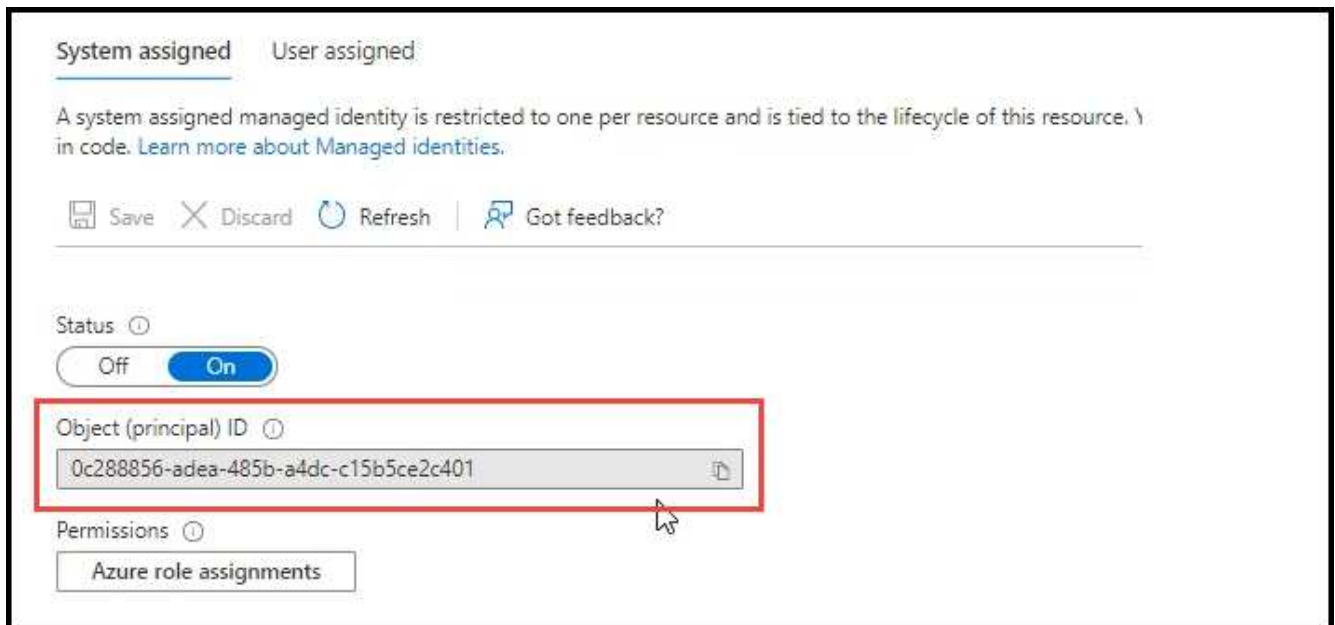 System assigned User assigned
A system assigned managed identity is restricted to one per resource and is tied to the lifecycle of this resource.
in code. Learn more about Managed identities.
Save Discard Refresh Got feedback?
Status
Off On
Object (principal) ID
0c288856-adea-485b-a4dc-c15b5ce2c401
Permissions
Azure role assignments